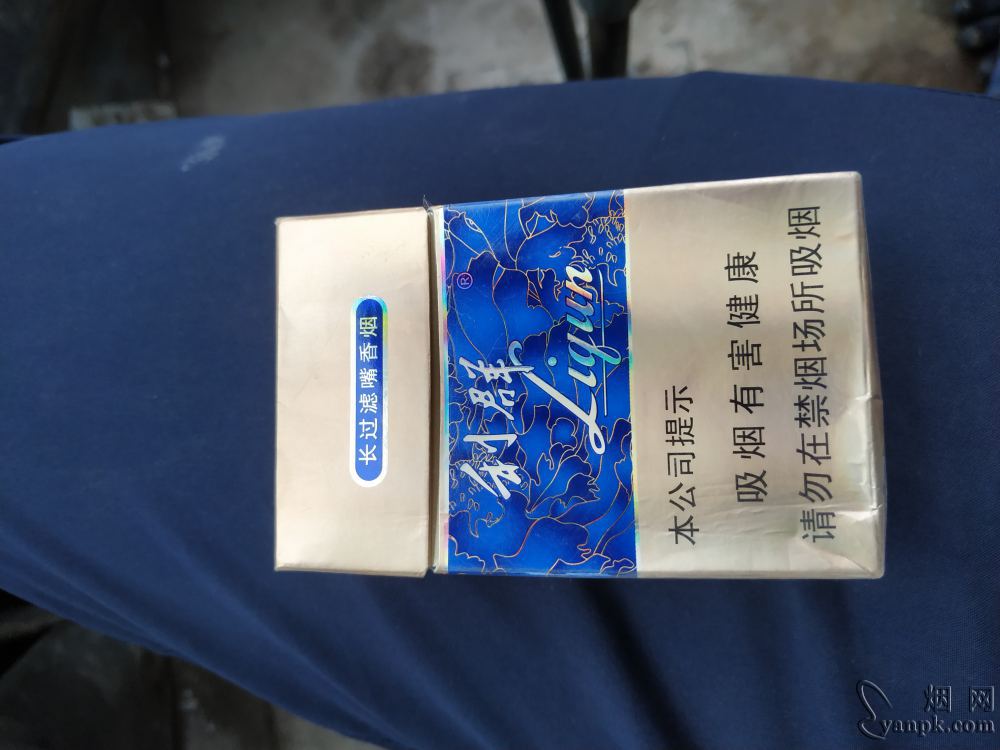 长过滤嘴香烟
®
利群
Liqun
本公司提示
吸烟有害健康
请勿在禁烟场所吸烟
烟网
yanpk.com